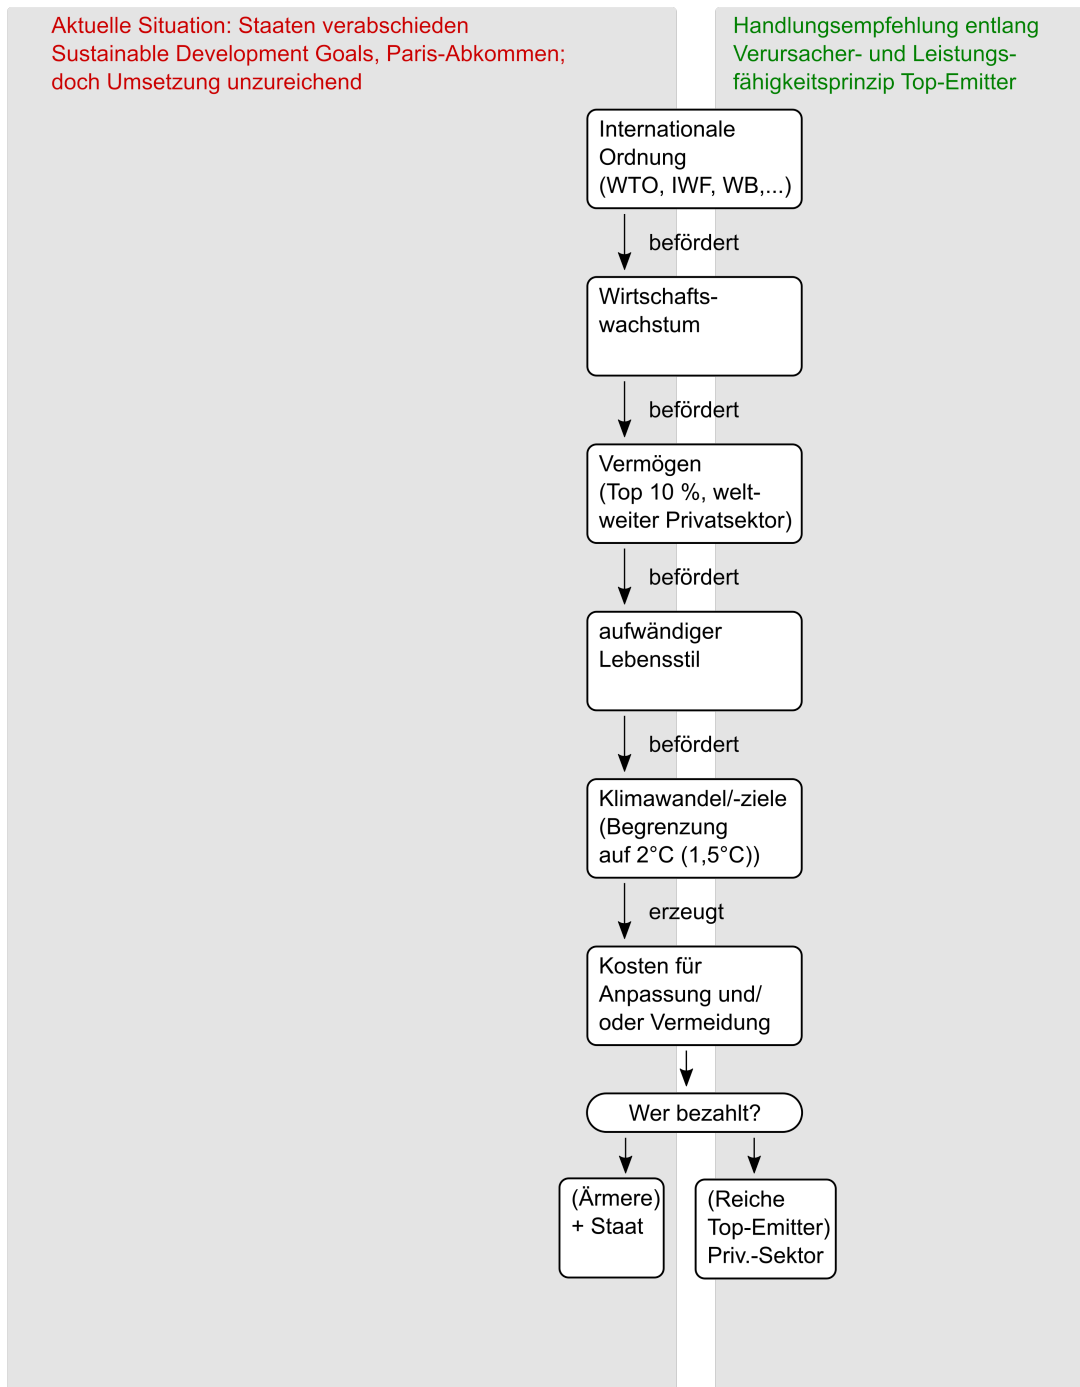 Aktuelle Situation: Staaten verabschieden
Sustainable Development Goals, Paris-Abkommen;
doch Umsetzung unzureichend
Handlungsempfehlung entlang
Verursacher- und Leistungs-
fähigkeitsprinzip Top-Emitter
Internationale
Ordnung
(WTO, IWF, WB,...)
befördert
Wirtschafts-
wachstum
befördert
Vermögen
(Top 10 %, welt-
weiter Privatsektor)
befördert
aufwändiger
Lebensstil
befördert
Klimawandel/-ziele
(Begrenzung
auf 2°C (1,5°C))
erzeugt
Kosten für
Anpassung und/
oder Vermeidung
Wer bezahlt?
(Ärmere)
+ Staat
(Reiche
Top-Emitter)
Priv.-Sektor